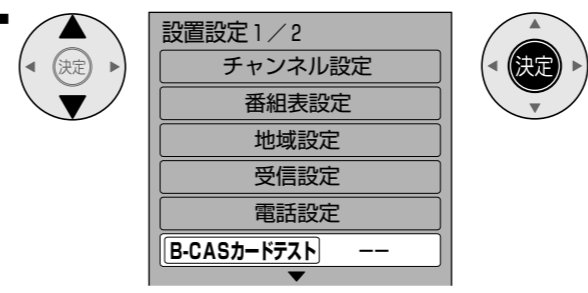 決定
設置設定1／2
チャンネル設定
番組表設定
地域設定
受信設定
電話設定
B-CASカードテスト －－
決定